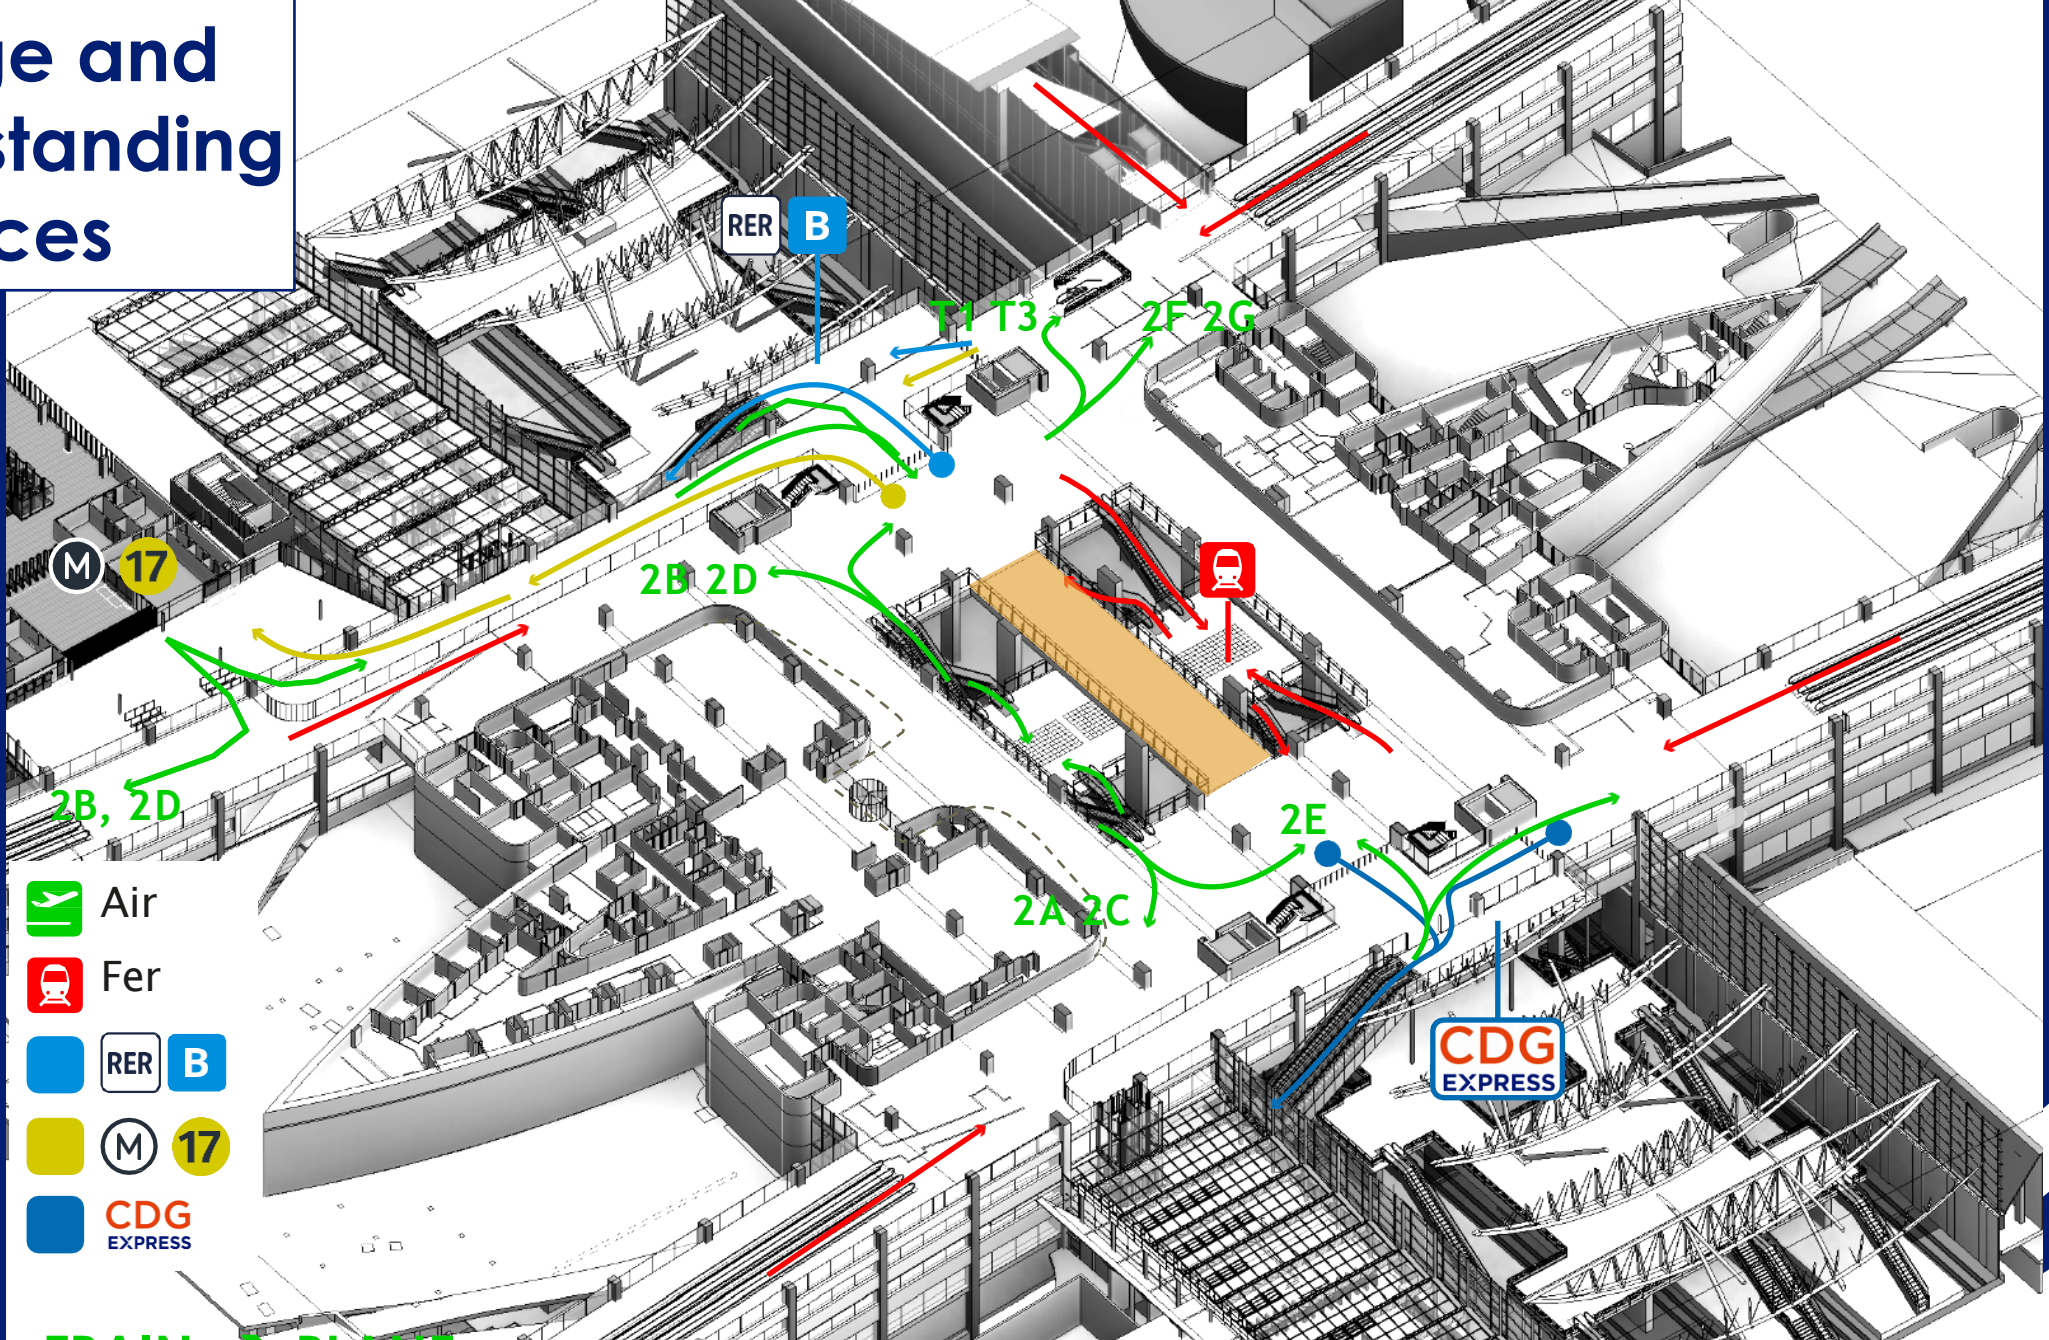 ge and
standing
ces
RER B
T1 T3
2F 2G
M 17
2B 2D
2B, 2D
2E
2A 2C
Air
Fer
RER B
M 17
CDG
EXPRESS
CDG
EXPRESS